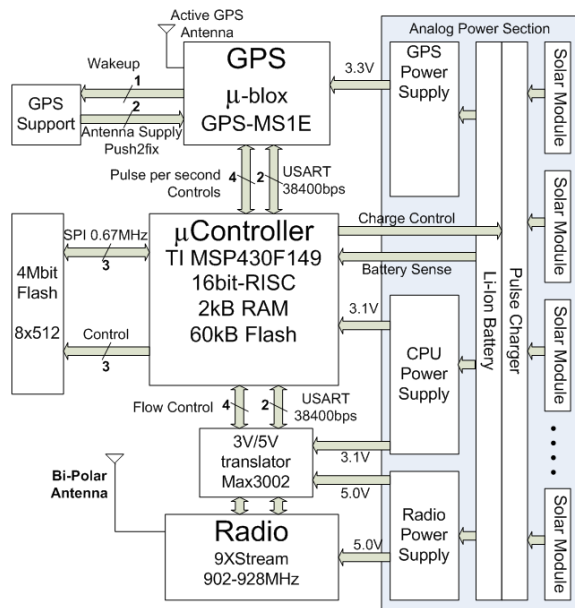 Active GPS
Antenna
Analog Power Section
GPS
μ-blox
GPS-MS1E
Wakeup
1
GPS
Support
2
Antenna Supply
Push2fix
3.3V
GPS
Power
Supply
Solar Module
Pulse per second
Controls
4
2
USART
38400bps
μController
TI MSP430F149
16bit-RISC
2kB RAM
60kB Flash
Charge Control
Battery Sense
Solar Module
SPI 0.67MHz
3
4Mbit
Flash
8x512
Control
3
3.1V
CPU
Power
Supply
Li-Ion Battery
Pulse Charger
Solar Module
Flow Control
4
2
USART
38400bps
3V/5V
translator
Max3002
3.1V
5.0V
Bi-Polar
Antenna
Radio
9XStream
902-928MHz
5.0V
Radio
Power
Supply
Solar Module